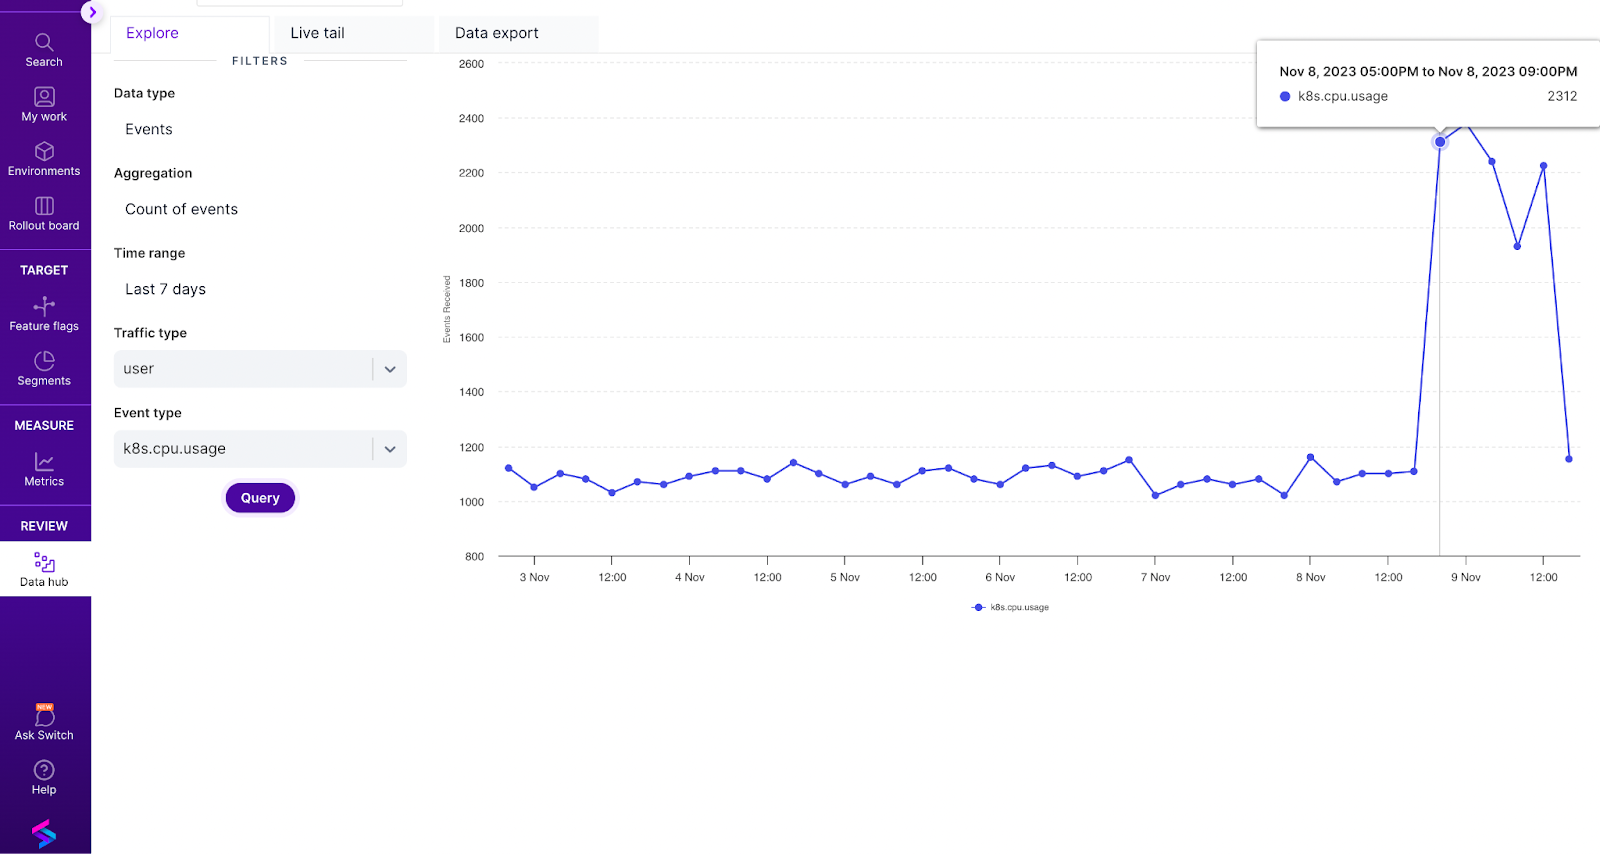 Search
My work
Environments
Rollout board
TARGET
Feature flags
Segments
MEASURE
Metrics
REVIEW
Data hub
NEW
Ask Switch
Help
Explore
Live tail
Data export
FILTERS
Data type
Events
Aggregation
Count of events
Time range
Last 7 days
Traffic type
user
Event type
k8s.cpu.usage
Query
Nov 8, 2023 05:00PM to Nov 8, 2023 09:00PM
k8s.cpu.usage 2312
Events Received
2600
2400
2200
2000
1800
1600
1400
1200
1000
800
3 Nov 12:00 4 Nov 12:00 5 Nov 12:00 6 Nov 12:00 7 Nov 12:00 8 Nov 12:00 9 Nov 12:00
k8s.cpu.usage